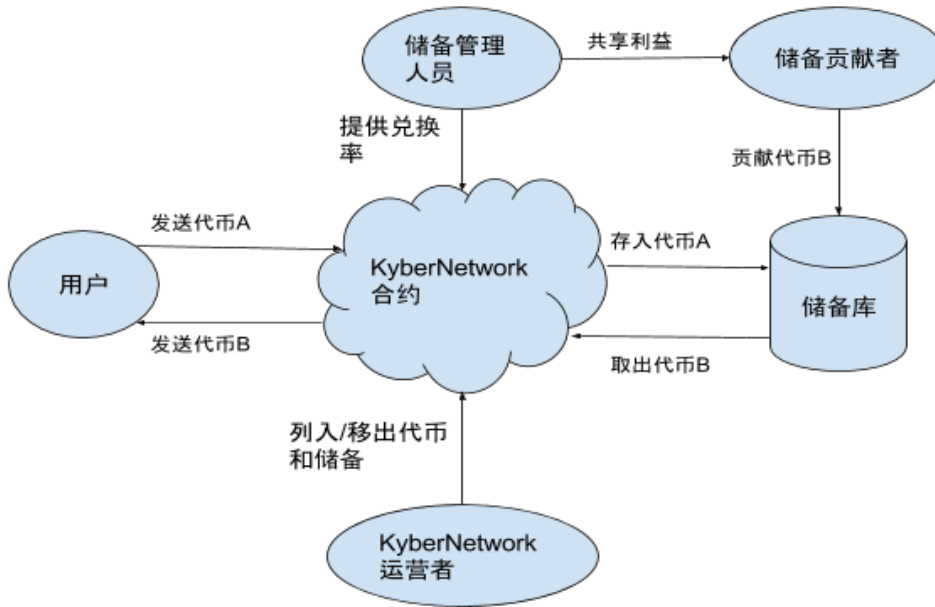 储备管理
人员
共享利益
储备贡献者
提供兑换
率
贡献代币B
发送代币A
用户
发送代币B
KyberNetwork
合约
存入代币A
取出代币B
储备库
列入/移出代币
和储备
KyberNetwork
运营者